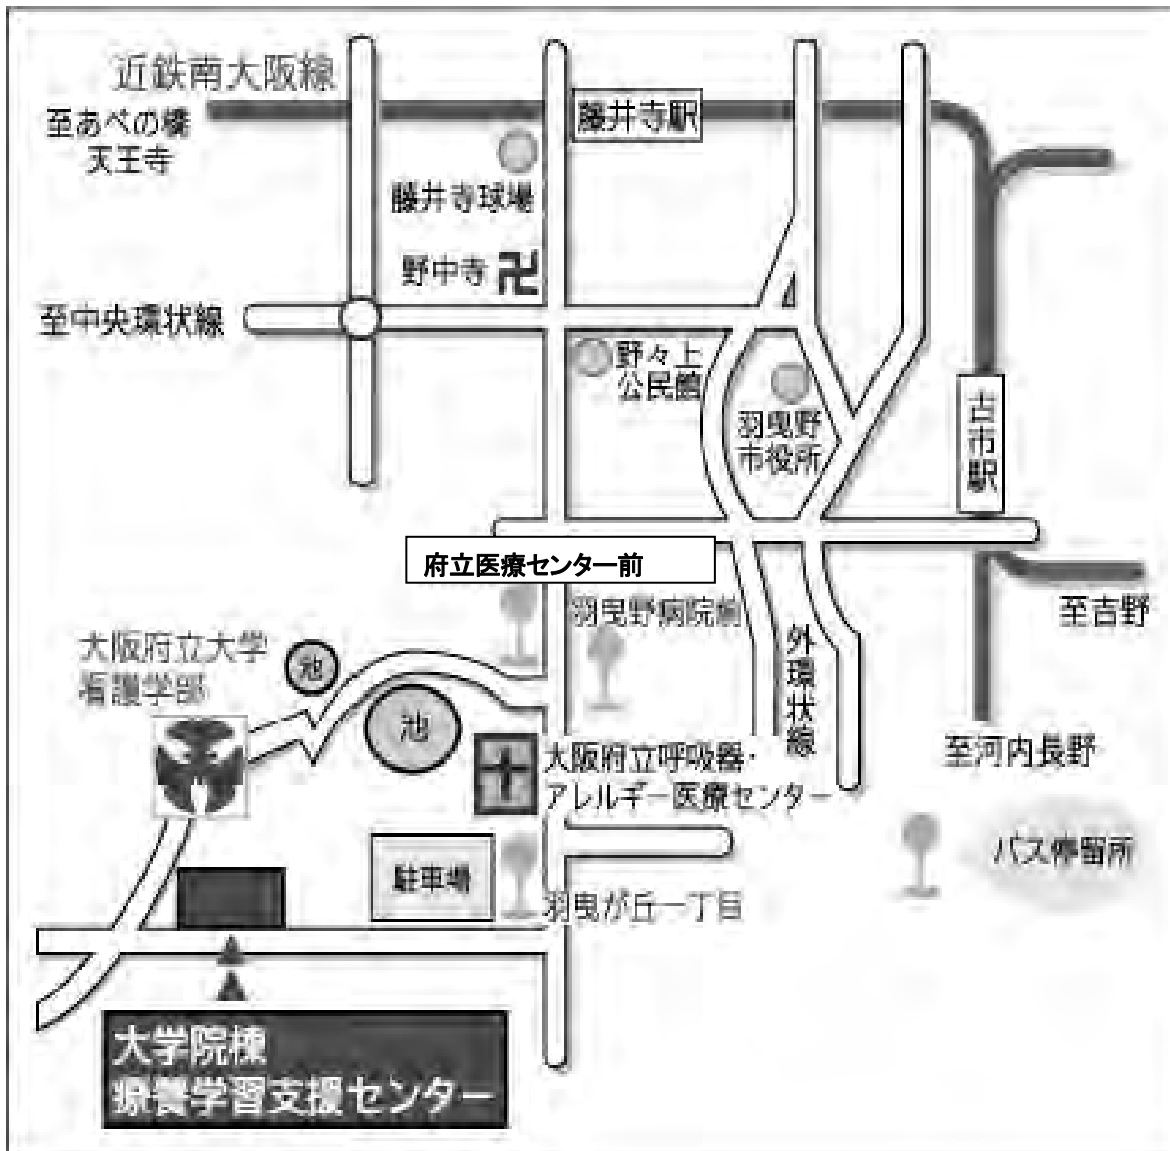 近鉄南大阪線
至あべの橋
天王寺
藤井寺駅
藤井寺球場
野中寺
至中央環状線
野々上
公民館
羽曳野
市役所
古市駅
府立医療センター前
羽曳野病院前
至吉野
大阪府立大学
看護学部
池
池
外環状線
至河内長野
大阪府立呼吸器・
アレルギー医療センター
バス停留所
駐車場
羽曳が丘一丁目
大学院棟
療養学習支援センター